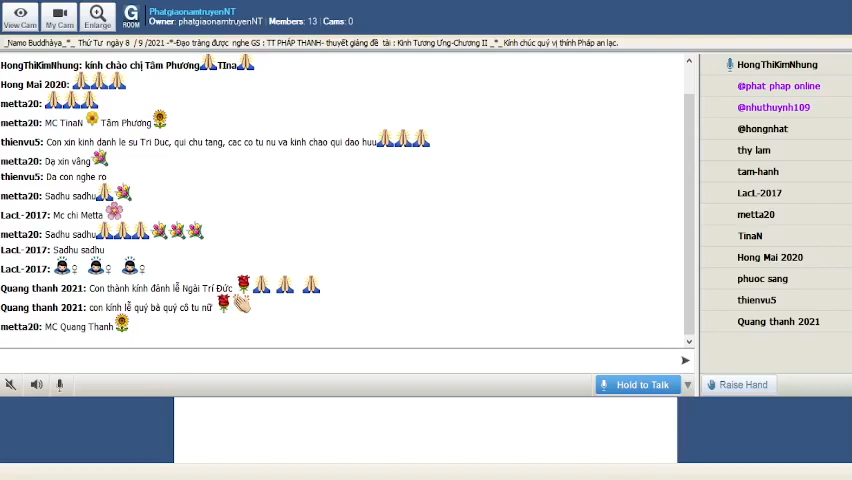 View Cam
My Cam
Enlarge
G
ROOM
PhatgiaonamtruyenNT
Owner: phatgiaonamtruyenNT | Members: 13 | Cams: 0
_Namo Buddhàya_*_ Thứ Tư ngày 8 / 9 /2021 -*-Đạo tràng được nghe GS : TT PHÁP THANH- thuyết giảng đề tài : Kinh Tương Ưng-Chương II _*_ Kính chúc quý vị thính Pháp an lạc.
HongThiKimNhung: kính chào chị Tâm Phương TIna
Hong Mai 2020:
metta20:
metta20: MC TinaN Tâm Phương
thienvu5: Con xin kinh danh le su Tri Duc, qui chu tang, cac co tu nu va kinh chao qui dao huu
metta20: Dạ xin vâng
thienvu5: Da con nghe ro
metta20: Sadhu sadhu
LacL-2017: Mc chi Metta
metta20: Sadhu sadhu
LacL-2017: Sadhu sadhu
LacL-2017:
Quang thanh 2021: Con thành kính đảnh lễ Ngài Trí Đức
Quang thanh 2021: con kính lễ quý bà quý cô tu nữ
metta20: MC Quang Thanh
Hold to Talk
Raise Hand
HongThiKimNhung
@phat phap online
@nhuthuynh109
@hongnhat
thy lam
tam-hanh
LacL-2017
metta20
TinaN
Hong Mai 2020
phuoc sang
thienvu5
Quang thanh 2021